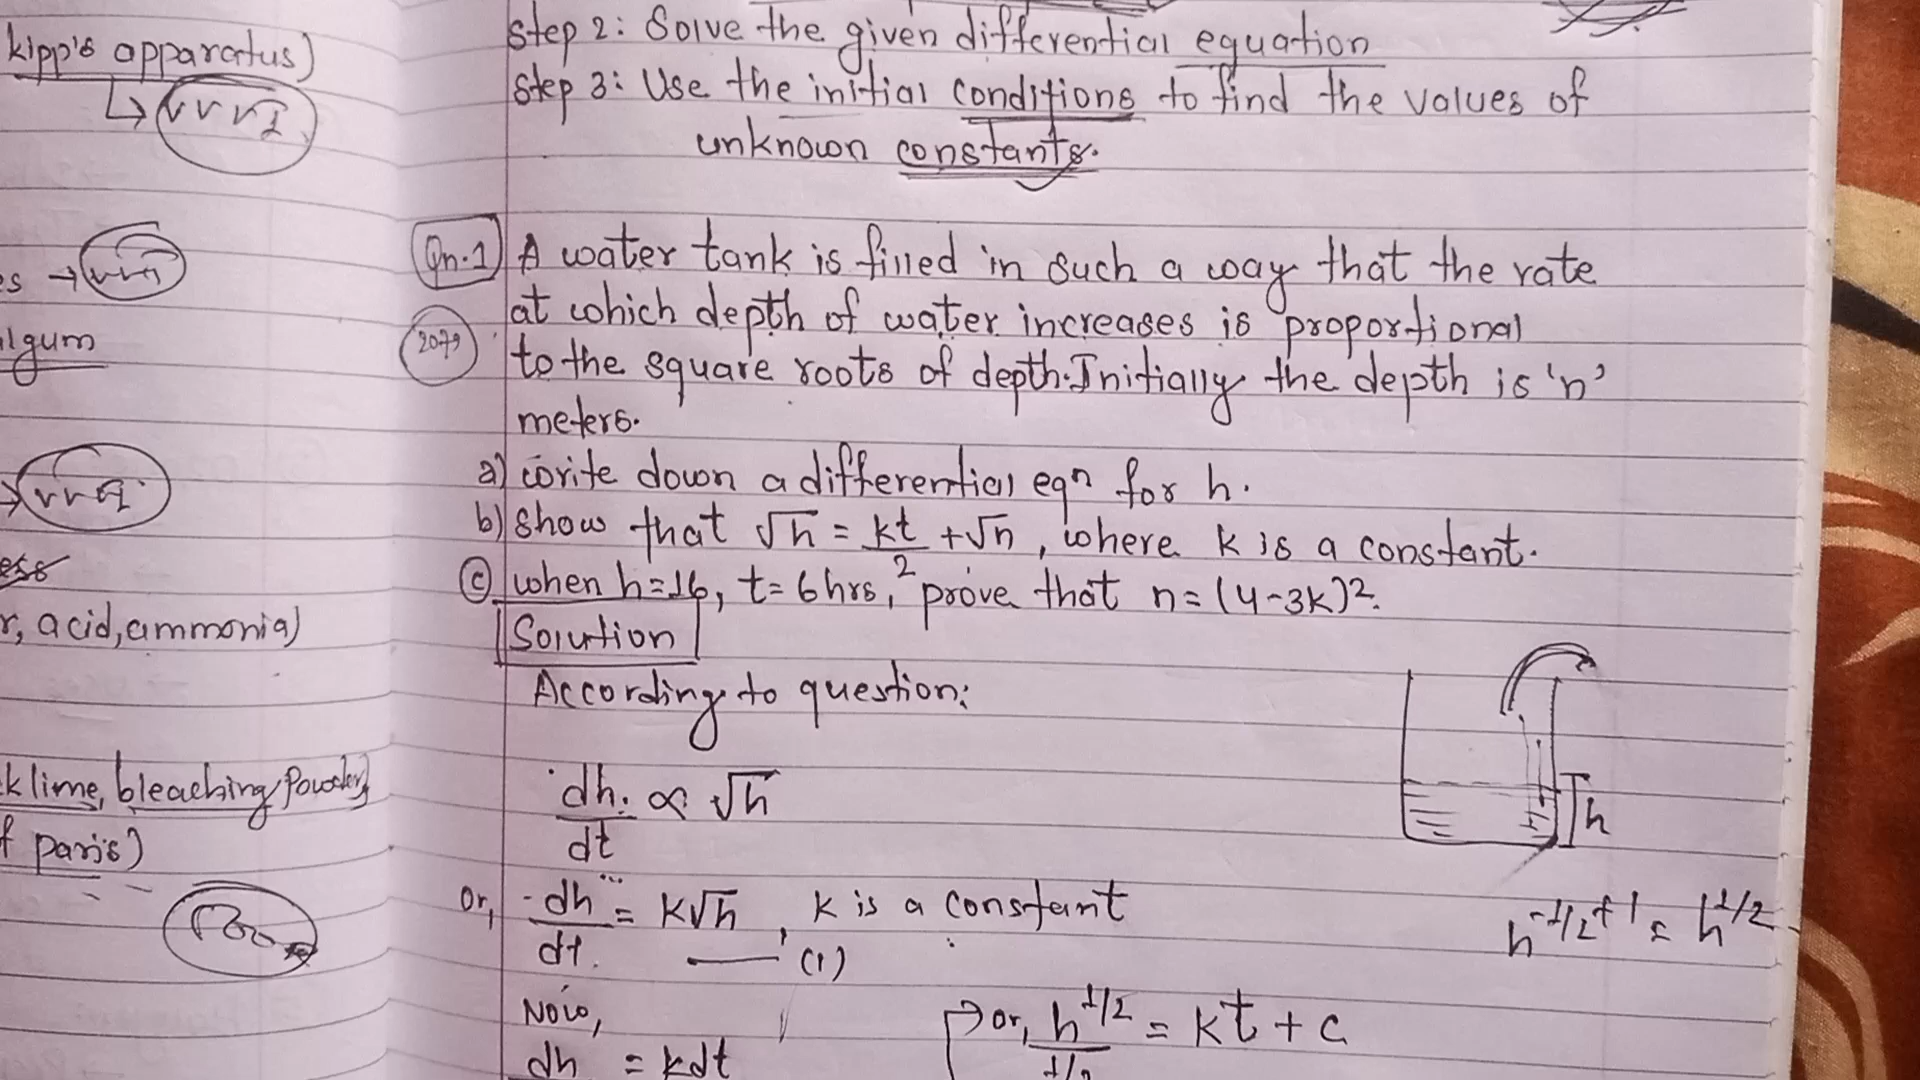 kipp's apparatus)
algum
r, acid, ammonia)
k lime, bleaching Powder,
f paris)
Step 2: Solve the given differential equation
Step 3: Use the initial conditions to find the values of
unknown constants.
Qn.1 A water tank is filled in such a way that the rate
at which depth of water increases is proportional
2079 to the square roots of depth. Initially the depth is 'n'
meters.
a) write down a differential eqn for h.
b) Show that √h = kt/2 + √n, where k is a constant.
c) when h=16, t=6hrs, prove that n=(4-3k)2.
Solution
According to question:
dh/dt ∝ √h
h
Or, dh/dt = K√h, K is a constant
(1)
h-1/2+1 = h1/2
Now,
dh = kdt
or, h1/2/1/2 = kt + c